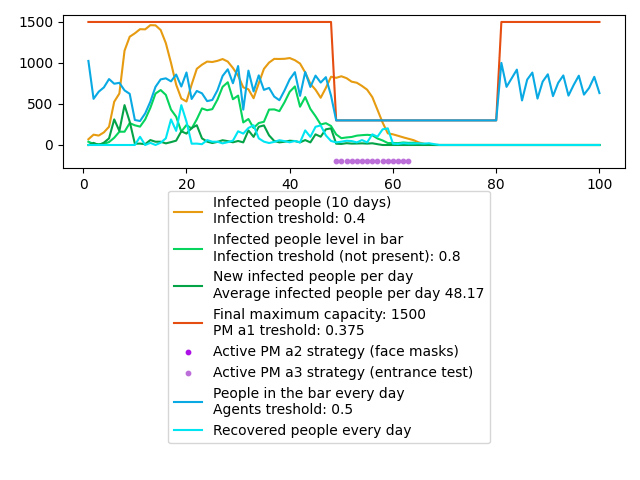 1500
1000
500
0
0
20
40
60
80
100
Infected people (10 days)
Infection treshold: 0.4
Infected people level in bar
Infection treshold (not present): 0.8
New infected people per day
Average infected people per day 48.17
Final maximum capacity: 1500
PM a1 treshold: 0.375
Active PM a2 strategy (face masks)
Active PM a3 strategy (entrance test)
People in the bar every day
Agents treshold: 0.5
Recovered people every day